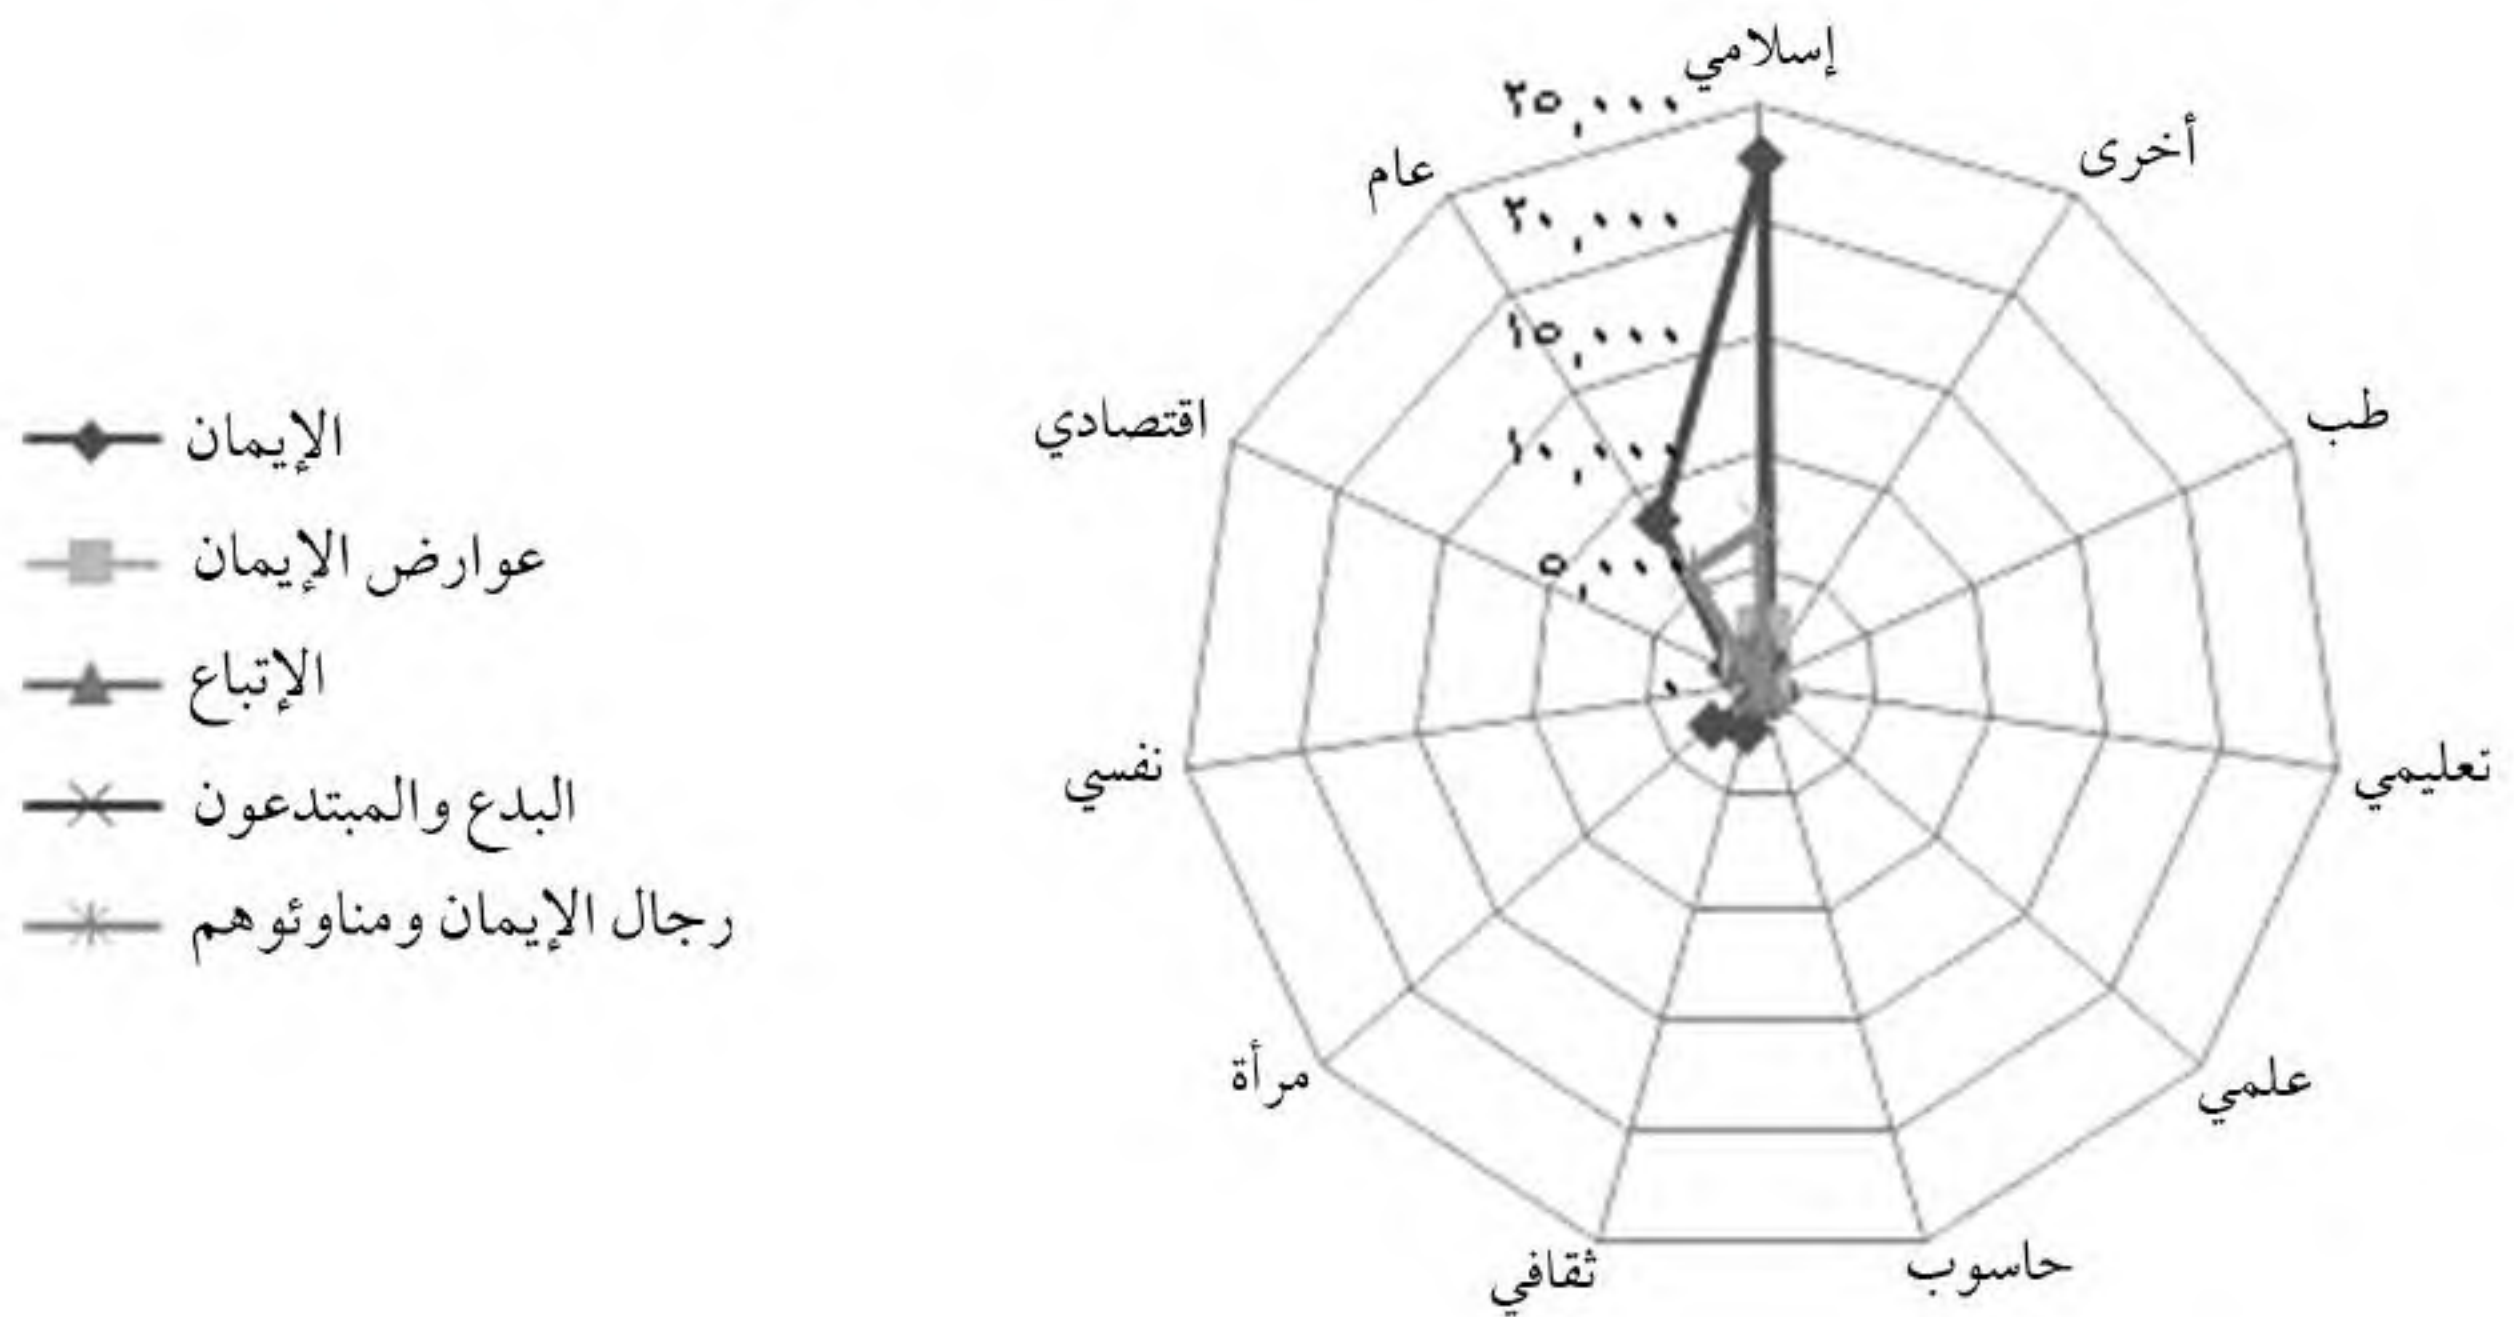 إسلامي
أخرى
طب
تعليمي
علمي
حاسوب
ثقافي
مرأة
نفسي
اقتصادي
عام
٢٥,٠٠٠
٢٠,٠٠٠
١٥,٠٠٠
١٠,٠٠٠
٥,٠٠٠
٠
الإيمان
عوارض الإيمان
الإتباع
البدع والمبتدعون
رجال الإيمان ومناوئوهم